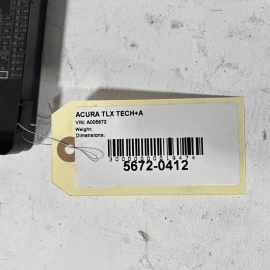 ACURA TLX TECH+A
VIN: A005672
Weight:
Dimensions:
5672-0412